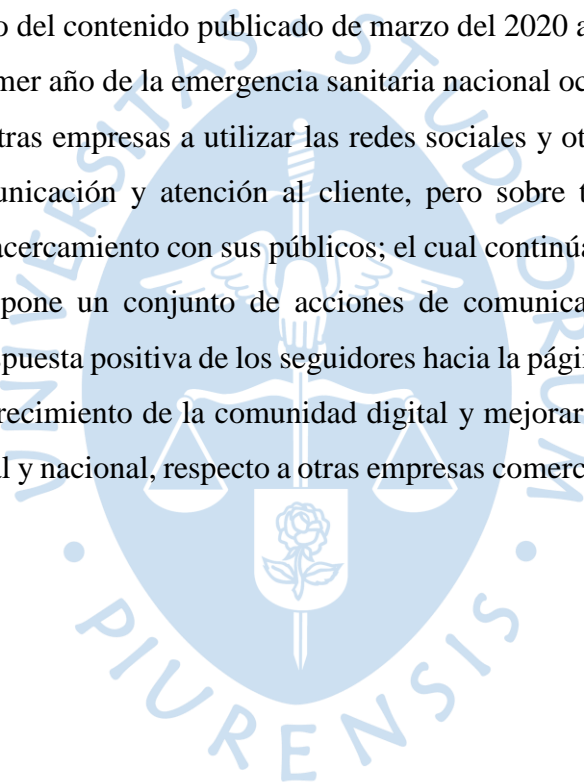 o del contenido publicado de marzo del 2020 a
mer año de la emergencia sanitaria nacional oc
tras empresas a utilizar las redes sociales y ot
unicación y atención al cliente, pero sobre t
acercamiento con sus públicos; el cual continúa
pone un conjunto de acciones de comunica
puesta positiva de los seguidores hacia la pági
recimiento de la comunidad digital y mejorar
l y nacional, respecto a otras empresas comerc
UNIVERSITAS STUDIORUM
PIURENSIS